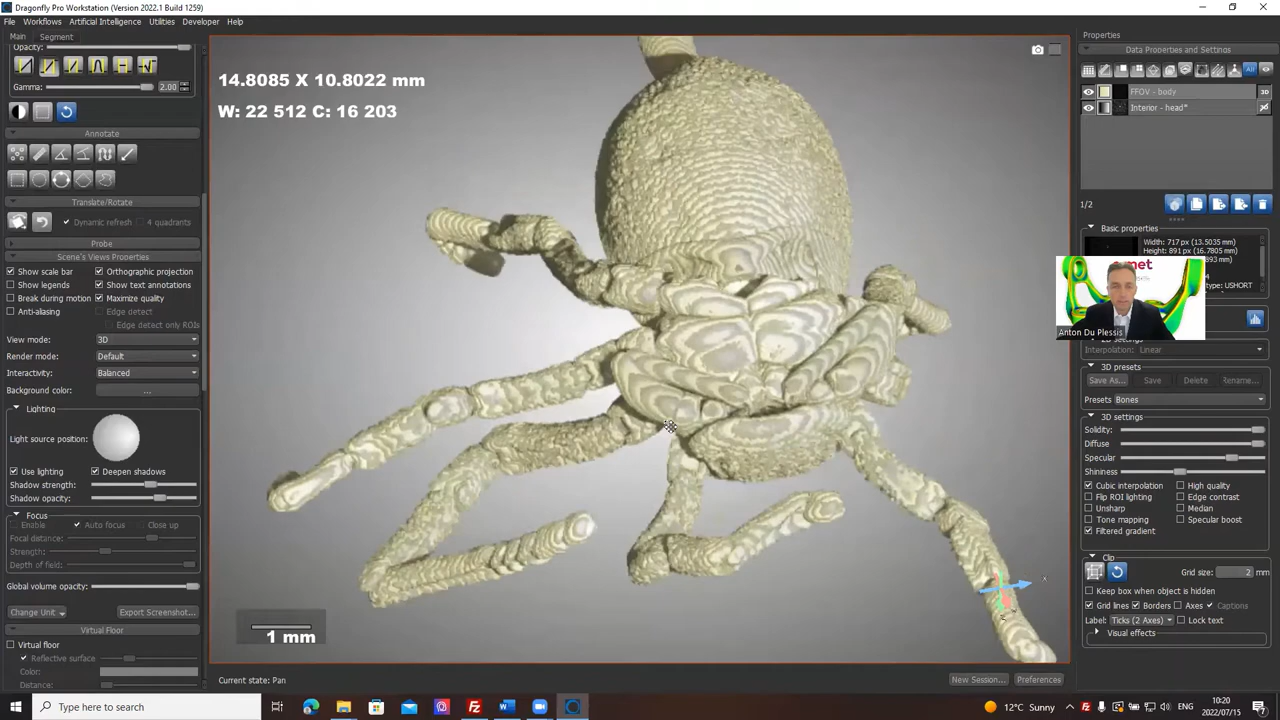 Dragonfly Pro Workstation (Version 2022.1 Build 1259)
File Workflows Artificial Intelligence Utilities Developer Help
Main Segment
Opacity:
Gamma: 2.00
Annotate
Translate/Rotate
Dynamic refresh 4 quadrants
Probe
Scene's Views Properties
Show scale bar Orthographic projection
Show legends Show text annotations
Break during motion Maximize quality
Anti-aliasing Edge detect
Edge detect only ROIs
View mode: 3D
Render mode: Default
Interactivity: Balanced
Background color: ...
Lighting
Light source position:
Use lighting Deepen shadows
Shadow strength:
Shadow opacity:
Focus
Enable Auto focus Close up
Focal distance:
Strength:
Depth of field:
Global volume opacity:
Change Unit Export Screenshot...
Virtual Floor
Virtual floor
Reflective surface
Color:
Distance:
14.8085 X 10.8022 mm
W: 22 512 C: 16 203
1 mm
X
Current state: Pan
New Session... Preferences
Properties
Data Properties and Settings
All
FFOV - body 3D
Interior - head*
1/2
Basic properties
Width: 717 px (13.5035 mm)
Height: 891 px (16.7805 mm)
893 mm)
type: USHORT
met
Anton Du Plessis
Interpolation: Linear
3D presets
Save As... Save Delete Rename...
Presets Bones
3D settings
Solidity:
Diffuse:
Specular
Shininess
Cubic interpolation High quality
Flip ROI lighting Edge contrast
Unsharp Median
Tone mapping Specular boost
Filtered gradient
Clip
Grid size: 2 mm
Keep box when object is hidden
Grid lines Borders Axes Captions
Label: Ticks (2 Axes) Lock text
Visual effects
Type here to search
12°C Sunny
ENG
10:20
2022/07/15